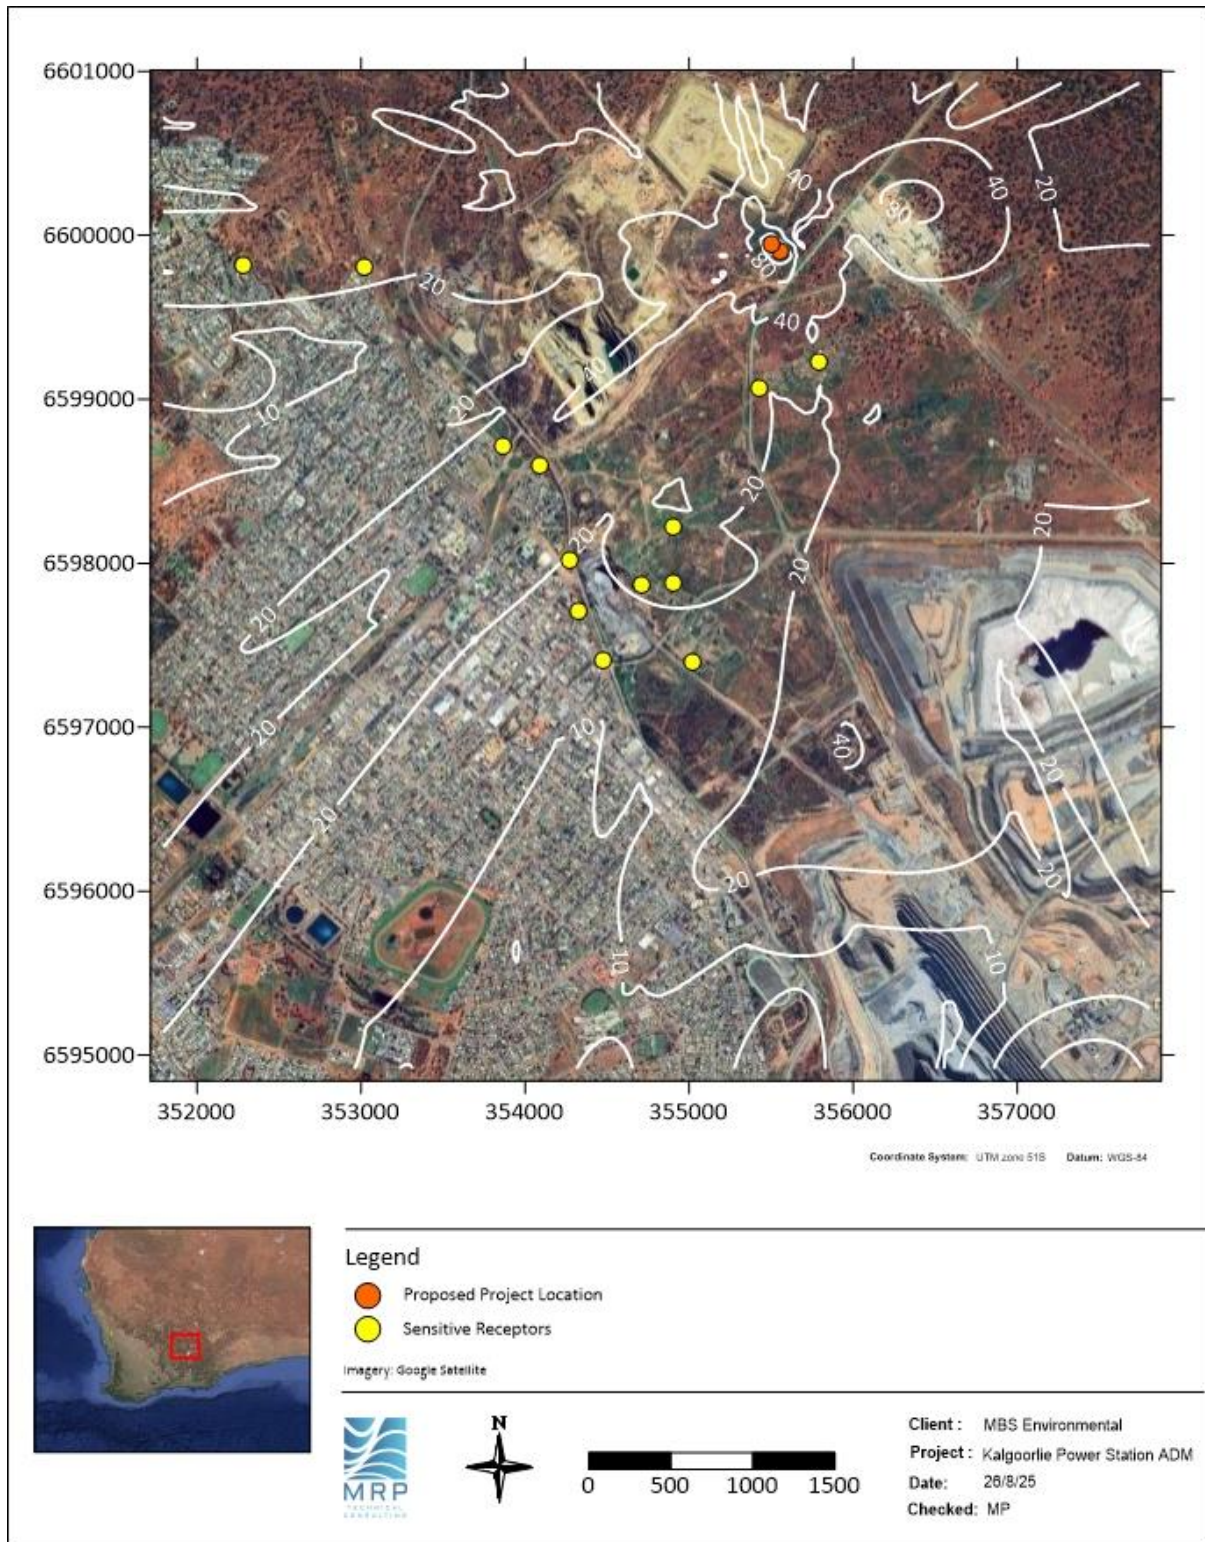 6601000
6600000
6599000
6598000
6597000
6596000
6595000
352000 353000 354000 355000 356000 357000
40
40
20
80
80
40
20
40
20
10
20
20
20
20
20
20
20
10
40
20
20
20
10
10
Coordinate System: UTM zone 51S Datum: WGS-84
Legend
Proposed Project Location
Sensitive Receptors
Imagery: Google Satellite
MRP
TECHNICAL
CONSULTING
N
0 500 1000 1500
Client : MBS Environmental
Project : Kalgoorlie Power Station ADM
Date: 26/8/25
Checked: MP